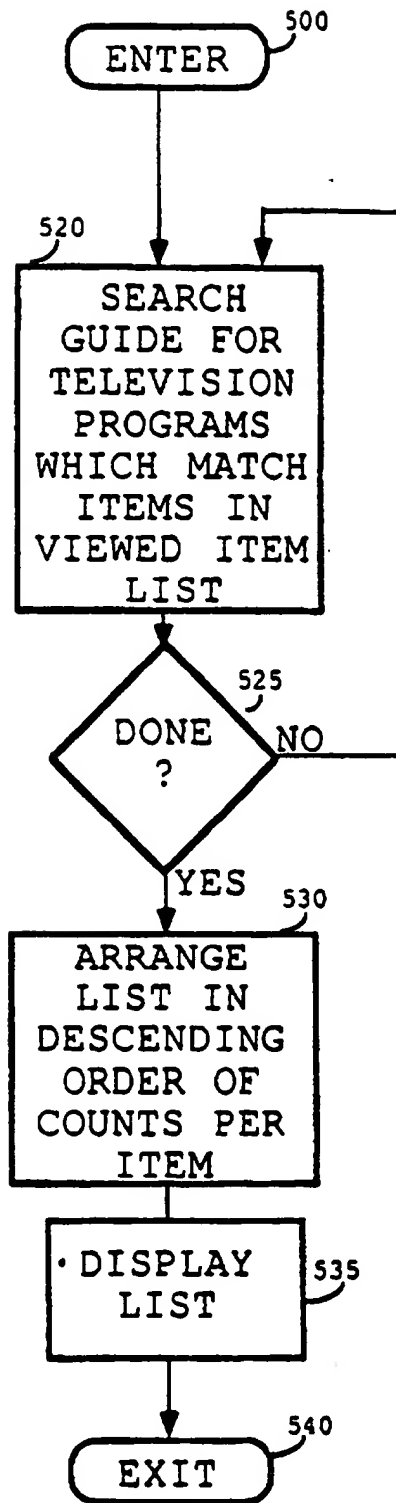 500
ENTER
520
SEARCH
GUIDE FOR
TELEVISION
PROGRAMS
WHICH MATCH
ITEMS IN
VIEWED ITEM
LIST
525
DONE
?
NO
YES
530
ARRANGE
LIST IN
DESCENDING
ORDER OF
COUNTS PER
ITEM
DISPLAY
LIST
535
540
EXIT